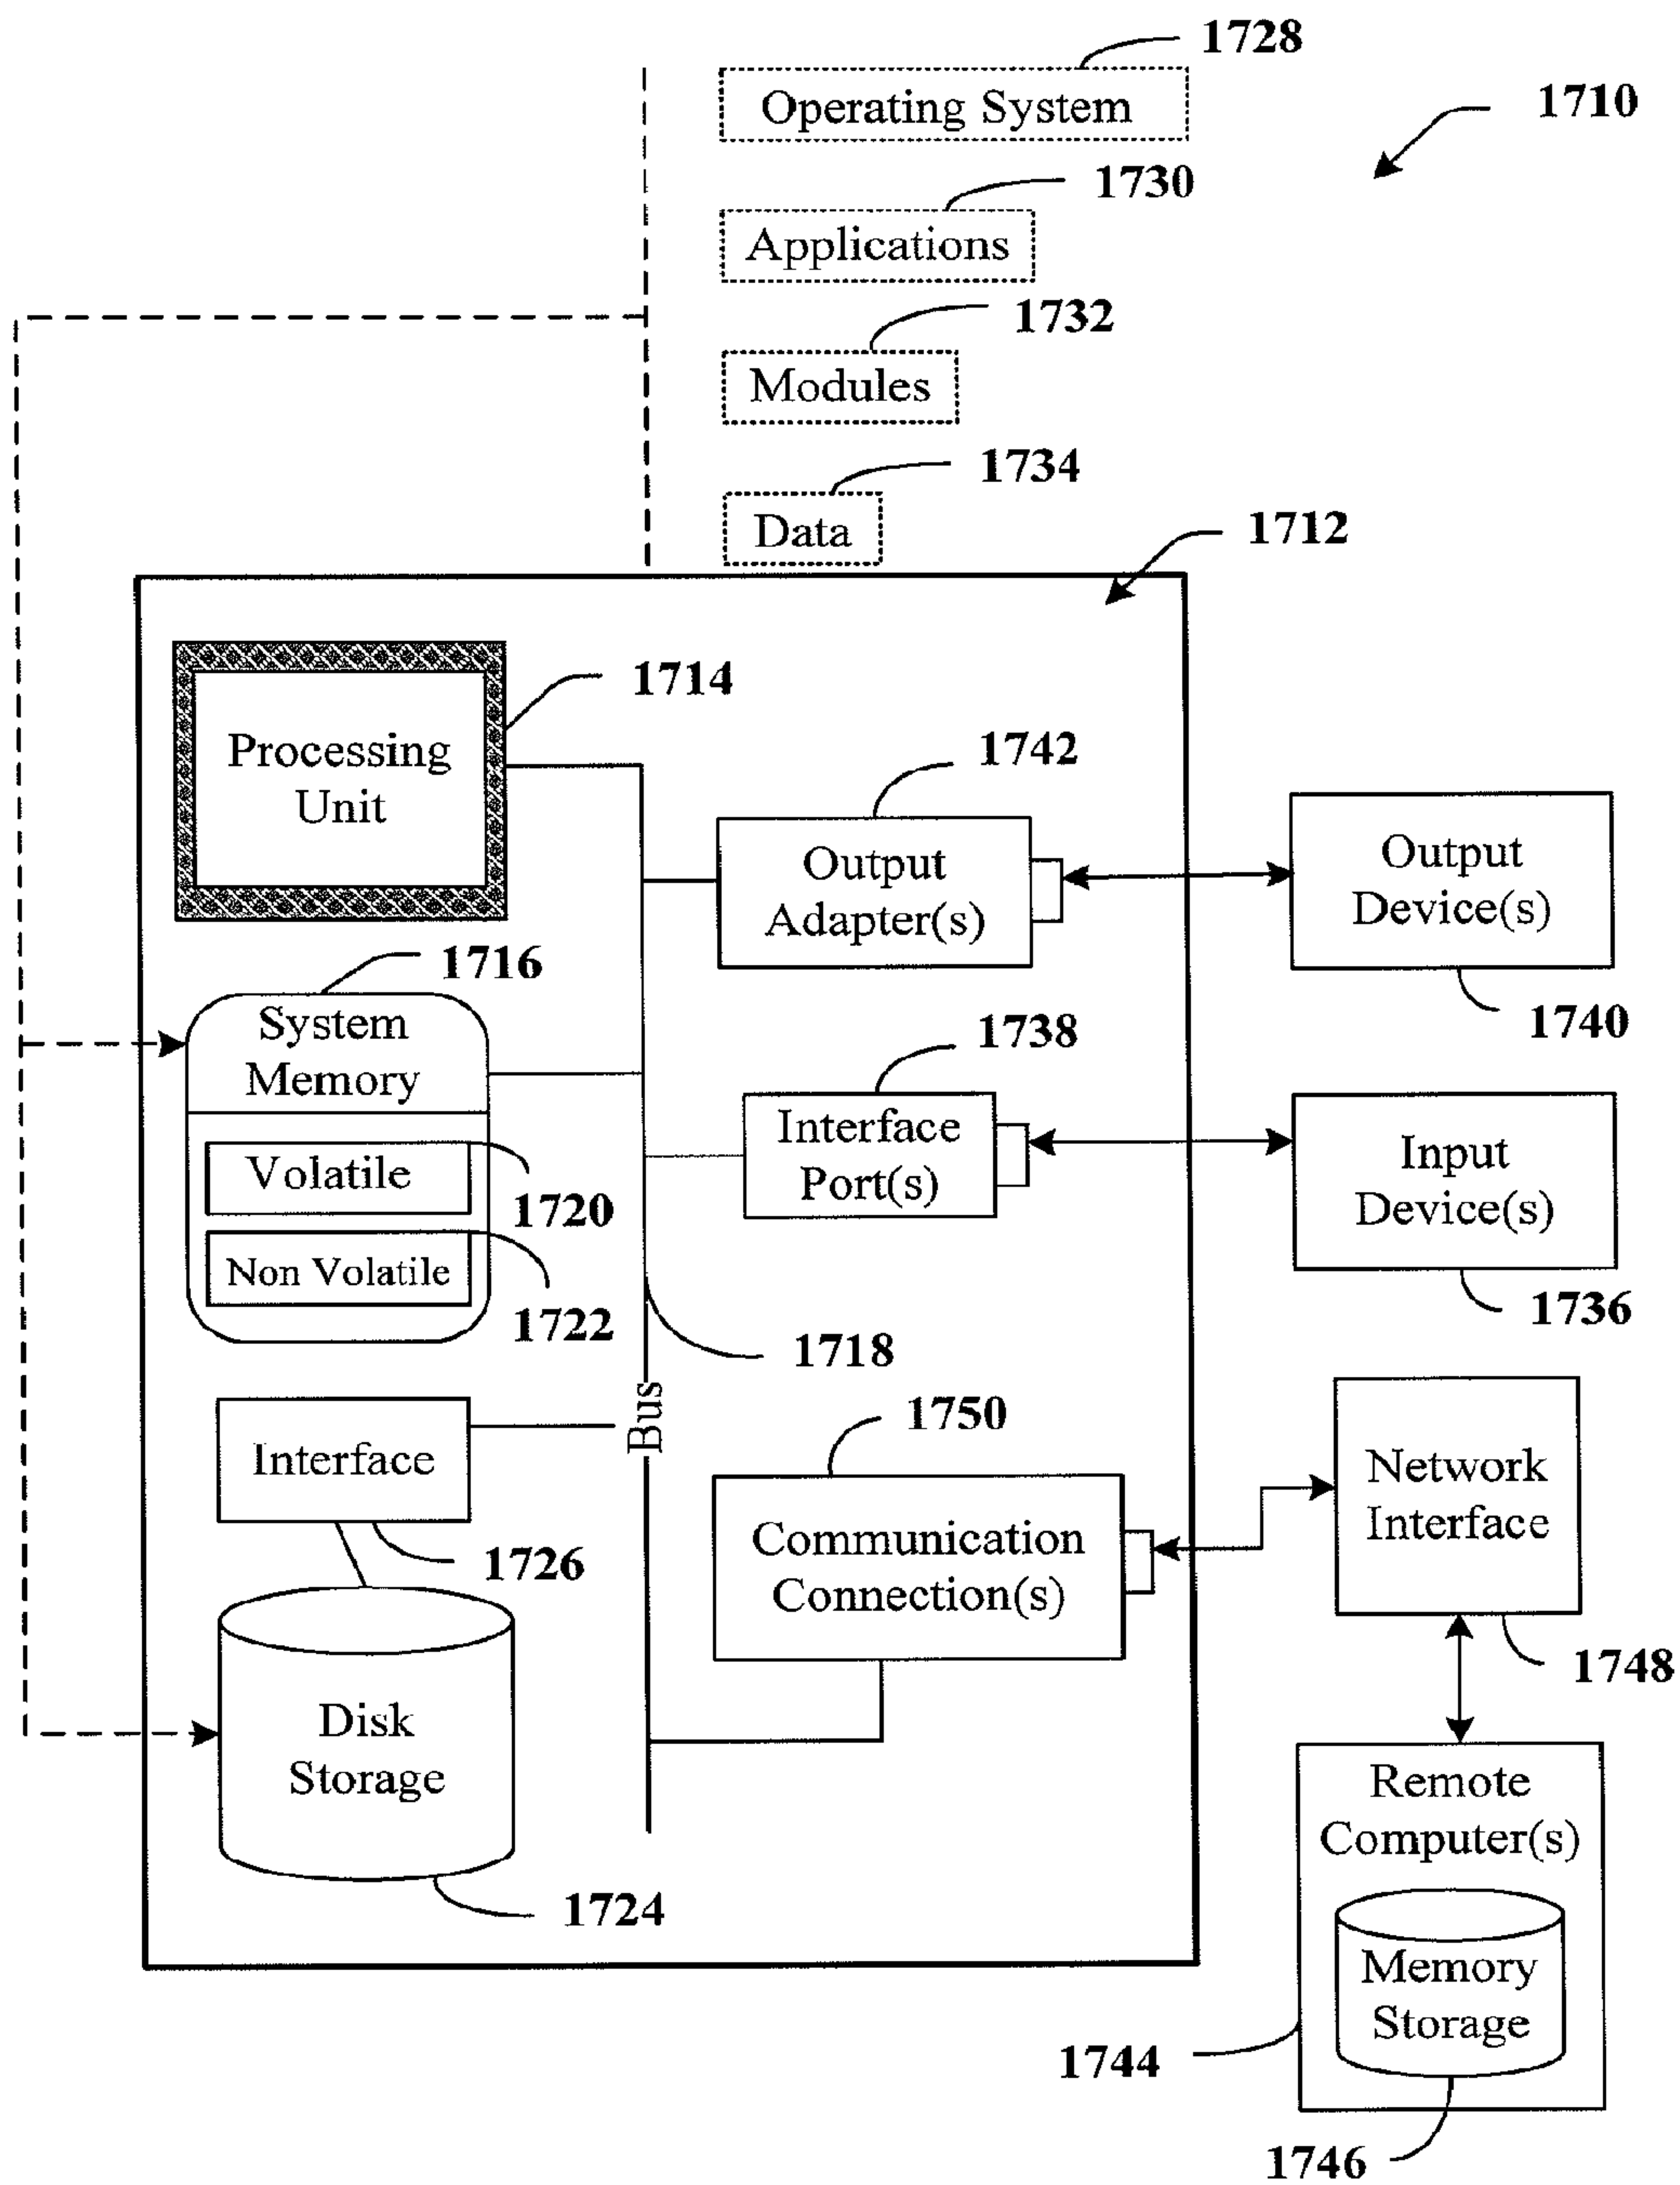 1728
Operating System
1710
1730
Applications
1732
Modules
1734
Data
1712
1714
Processing
Unit
1742
Output
Adapter(s)
Output
Device(s)
1740
1716
System
Memory
Volatile
1720
Non Volatile
1722
1738
Interface
Port(s)
Input
Device(s)
1736
1718
Bus
Interface
1726
1750
Communication
Connection(s)
Network
Interface
1748
Disk
Storage
1724
Remote
Computer(s)
Memory
Storage
1744
1746